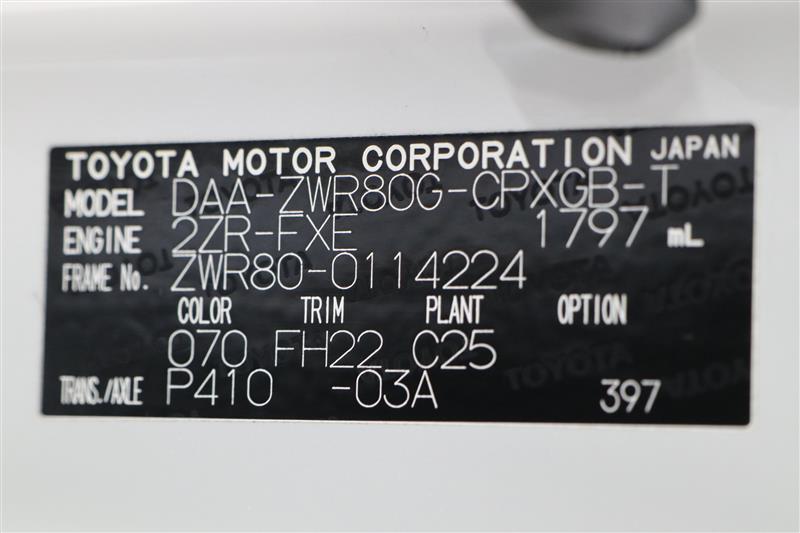 TOYOTA MOTOR CORPORATION JAPAN
MODEL DAA-ZWR80G-CPXGB-T
ENGINE 2ZR-FXE 1797 mL
FRAME No. ZWR80-0114224
COLOR TRIM PLANT OPTION
070 FH22 C25
TRANS./AXLE P410 -03A 397